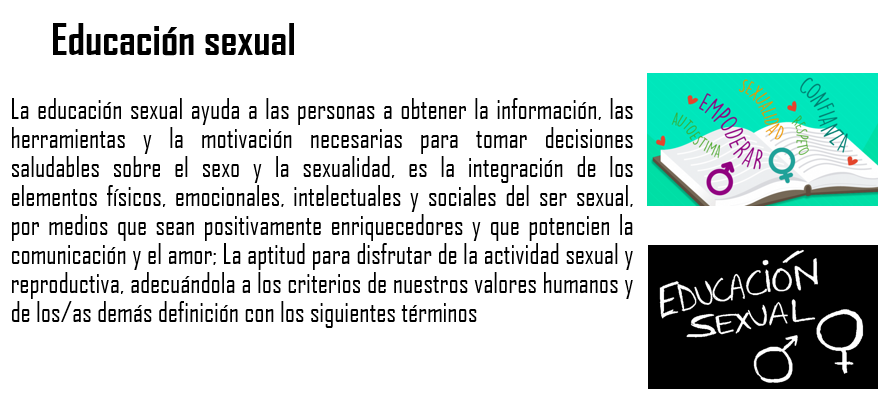 Educación sexual
La educación sexual ayuda a las personas a obtener la información, las
herramientas y la motivación necesarias para tomar decisiones
saludables sobre el sexo y la sexualidad, es la integración de los
elementos físicos, emocionales, intelectuales y sociales del ser sexual,
por medios que sean positivamente enriquecedores y que potencien la
comunicación y el amor; La aptitud para disfrutar de la actividad sexual y
reproductiva, adecuándola a los criterios de nuestros valores humanos y
de los/as demás definición con los siguientes términos
AUTOESTIMA
EMPODERAR
SEXUALIDAD
RESPETO
CONFIANZA
EDUCACIÓN
SEXUAL